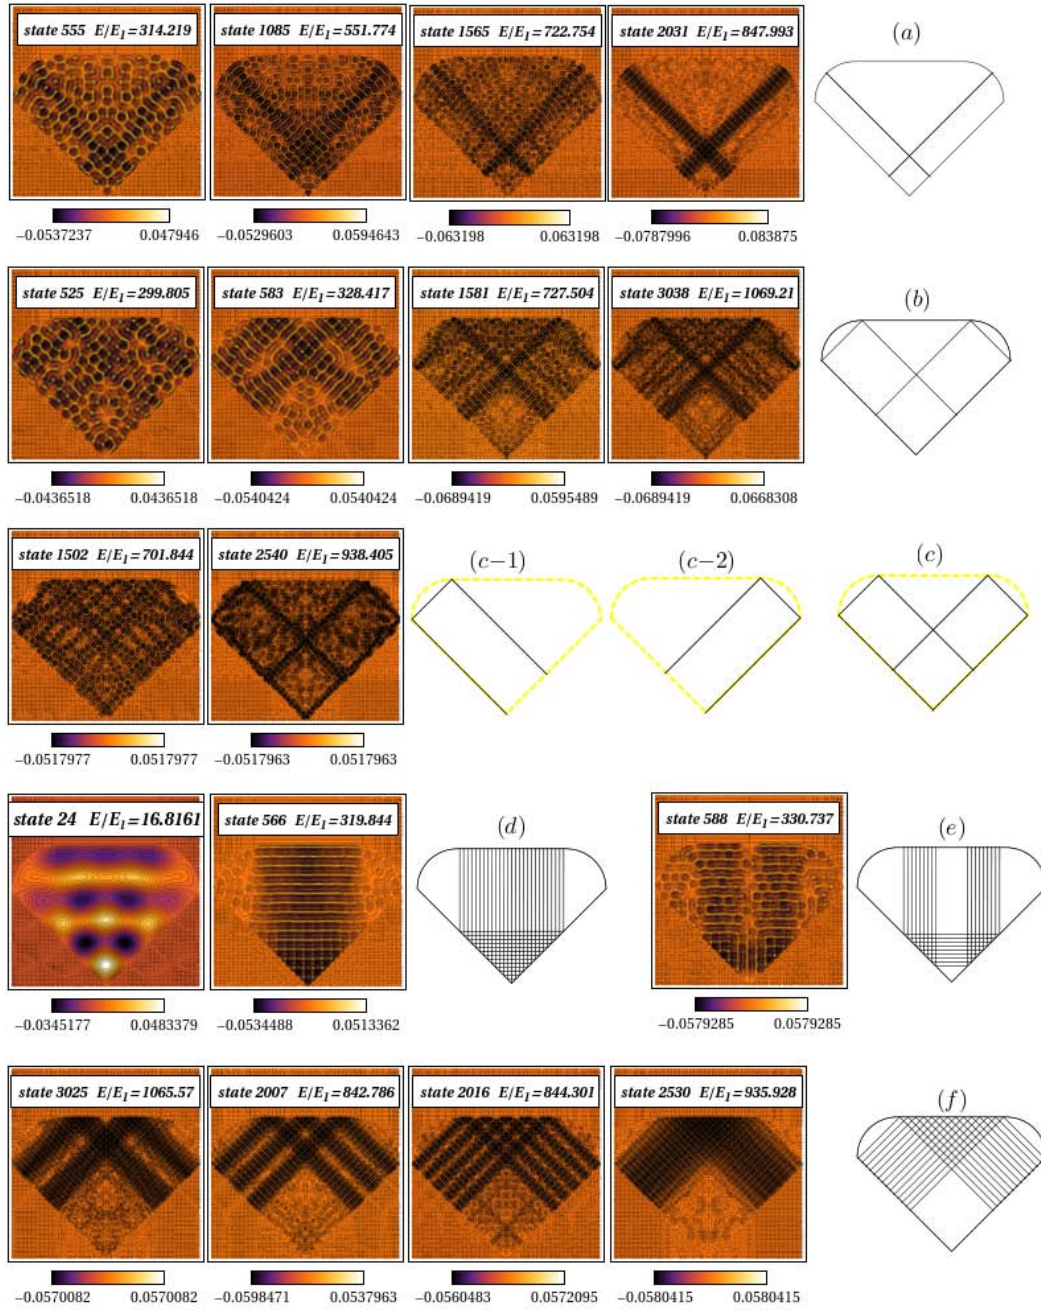 state 555 E/E₁=314.219
state 1085 E/E₁=551.774
state 1565 E/E₁=722.754
state 2031 E/E₁=847.993
(a)
−0.0537237 0.047946
−0.0529603 0.0594643
−0.063198 0.063198
−0.0787996 0.083875
state 525 E/E₁=299.805
state 583 E/E₁=328.417
state 1581 E/E₁=727.504
state 3038 E/E₁=1069.21
(b)
−0.0436518 0.0436518
−0.0540424 0.0540424
−0.0689419 0.0595489
−0.0689419 0.0668308
state 1502 E/E₁=701.844
state 2540 E/E₁=938.405
(c−1)
(c−2)
(c)
−0.0517977 0.0517977
−0.0517963 0.0517963
state 24 E/E₁=16.8161
state 566 E/E₁=319.844
(d)
state 588 E/E₁=330.737
(e)
−0.0345177 0.0483379
−0.0534488 0.0513362
−0.0579285 0.0579285
state 3025 E/E₁=1065.57
state 2007 E/E₁=842.786
state 2016 E/E₁=844.301
state 2530 E/E₁=935.928
(f)
−0.0570082 0.0570082
−0.0598471 0.0537963
−0.0560483 0.0572095
−0.0580415 0.0580415